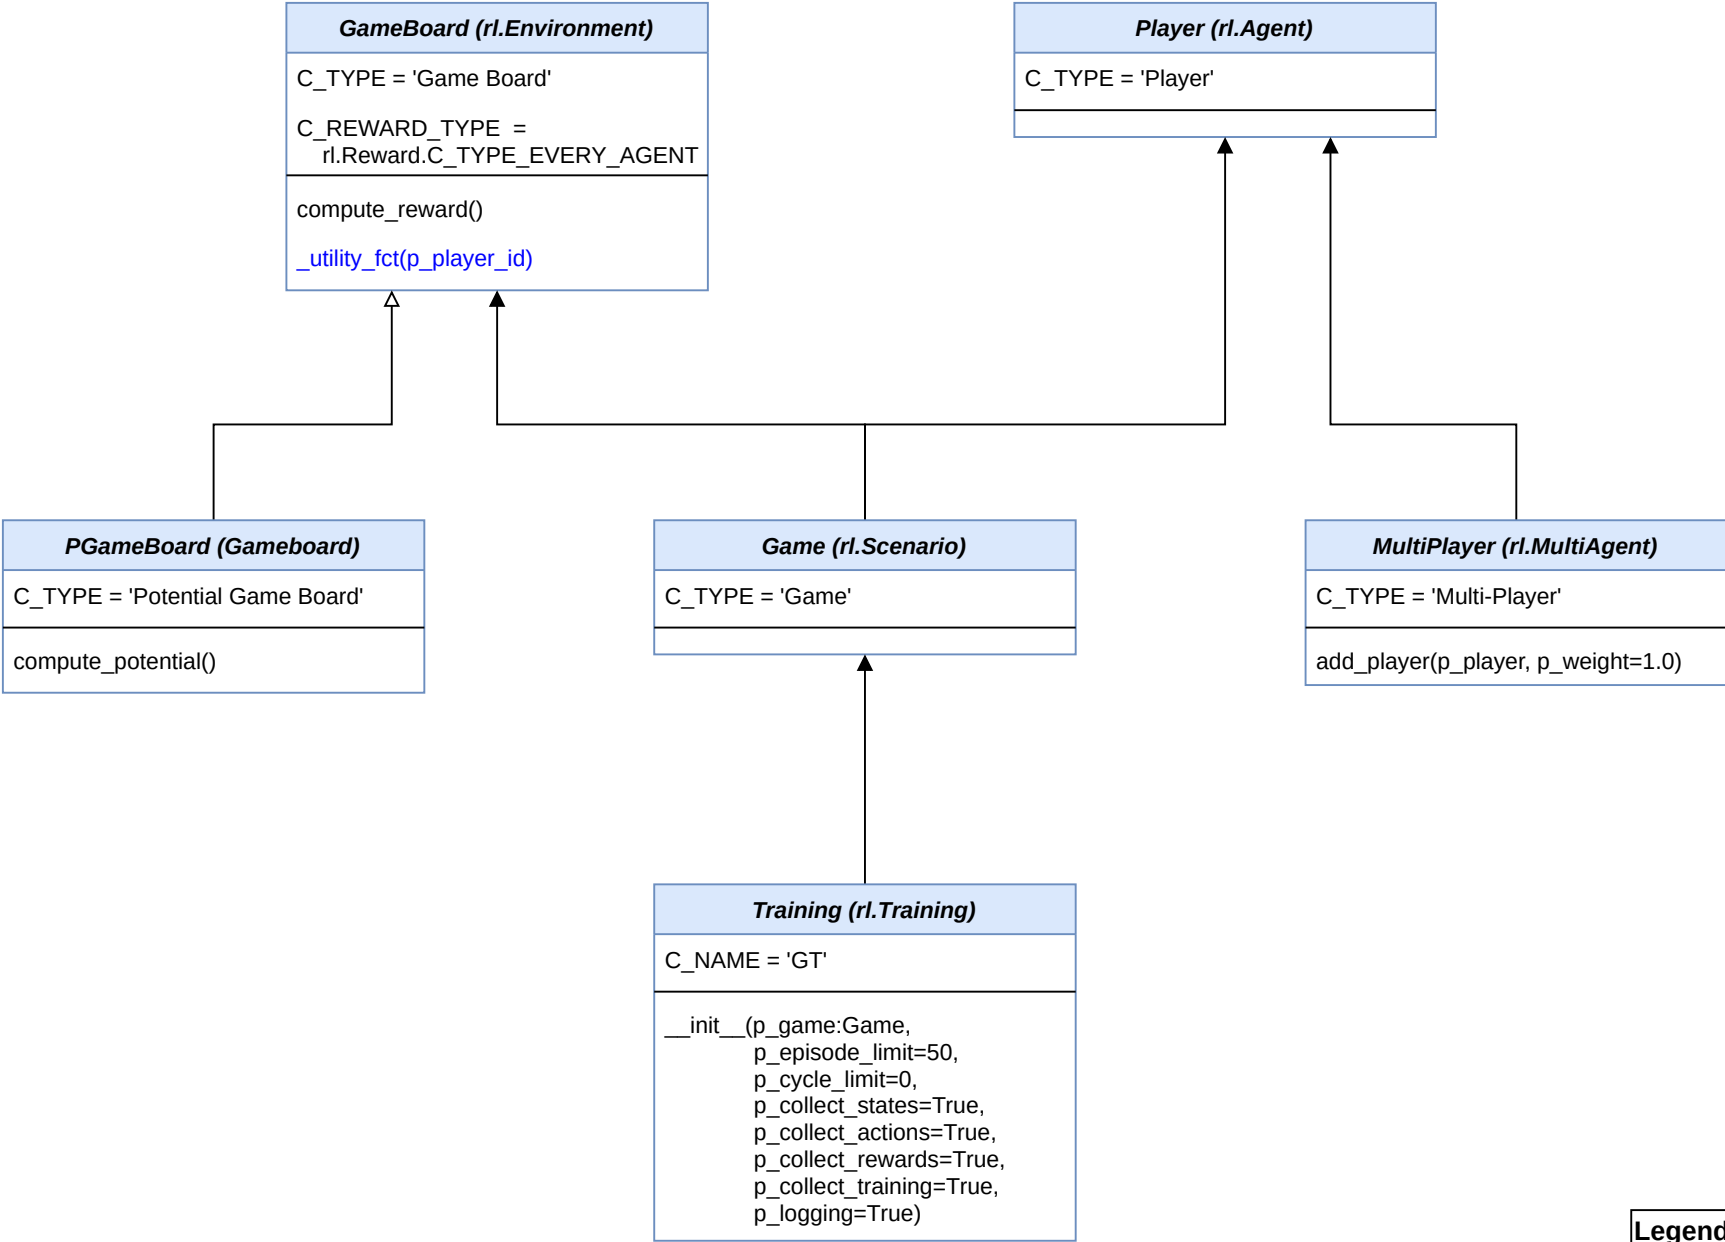 GameBoard (rl.Environment)
C_TYPE = 'Game Board'
C_REWARD_TYPE  =
rl.Reward.C_TYPE_EVERY_AGENT
compute_reward()
_utility_fct(p_player_id)
Player (rl.Agent)
C_TYPE = 'Player'
PGameBoard (Gameboard)
C_TYPE = 'Potential Game Board'
compute_potential()
Game (rl.Scenario)
C_TYPE = 'Game'
MultiPlayer (rl.MultiAgent)
C_TYPE = 'Multi-Player'
add_player(p_player, p_weight=1.0)
Training (rl.Training)
C_NAME = 'GT'
__init__(p_game:Game,
p_episode_limit=50,
p_cycle_limit=0,
p_collect_states=True,
p_collect_actions=True,
p_collect_rewards=True,
p_collect_training=True,
p_logging=True)
Legend